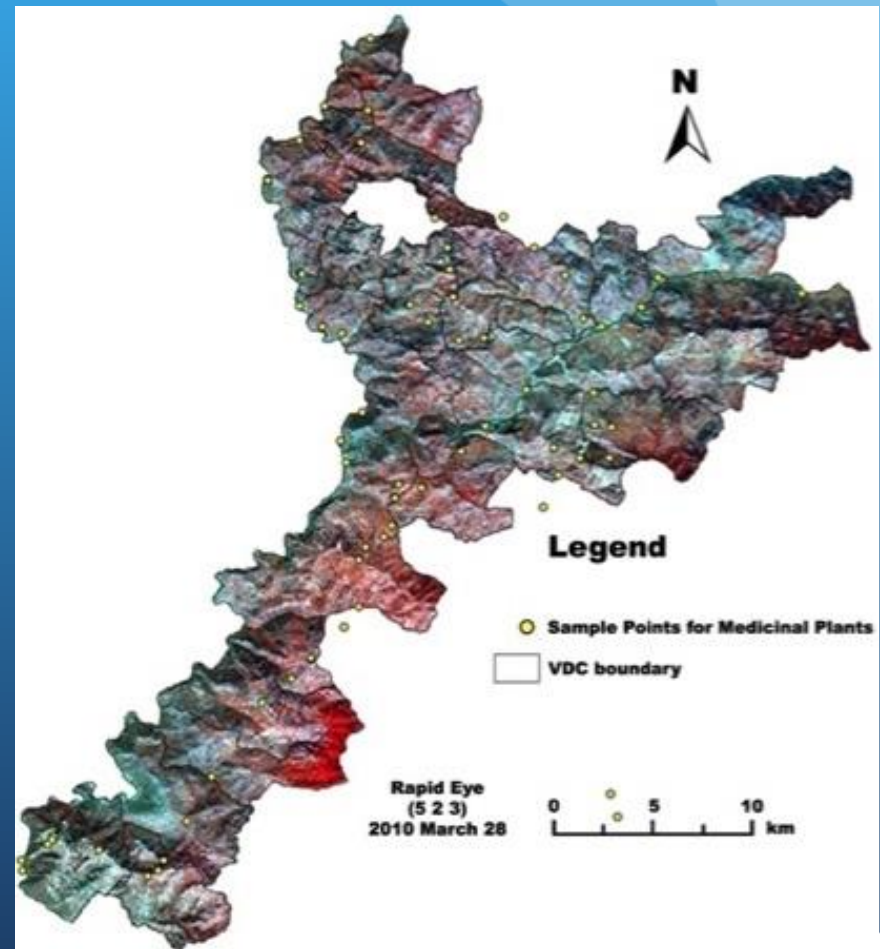 N
Legend
Sample Points for Medicinal Plants
VDC boundary
Rapid Eye
(5 2 3)
2010 March 28
0 5 10
km